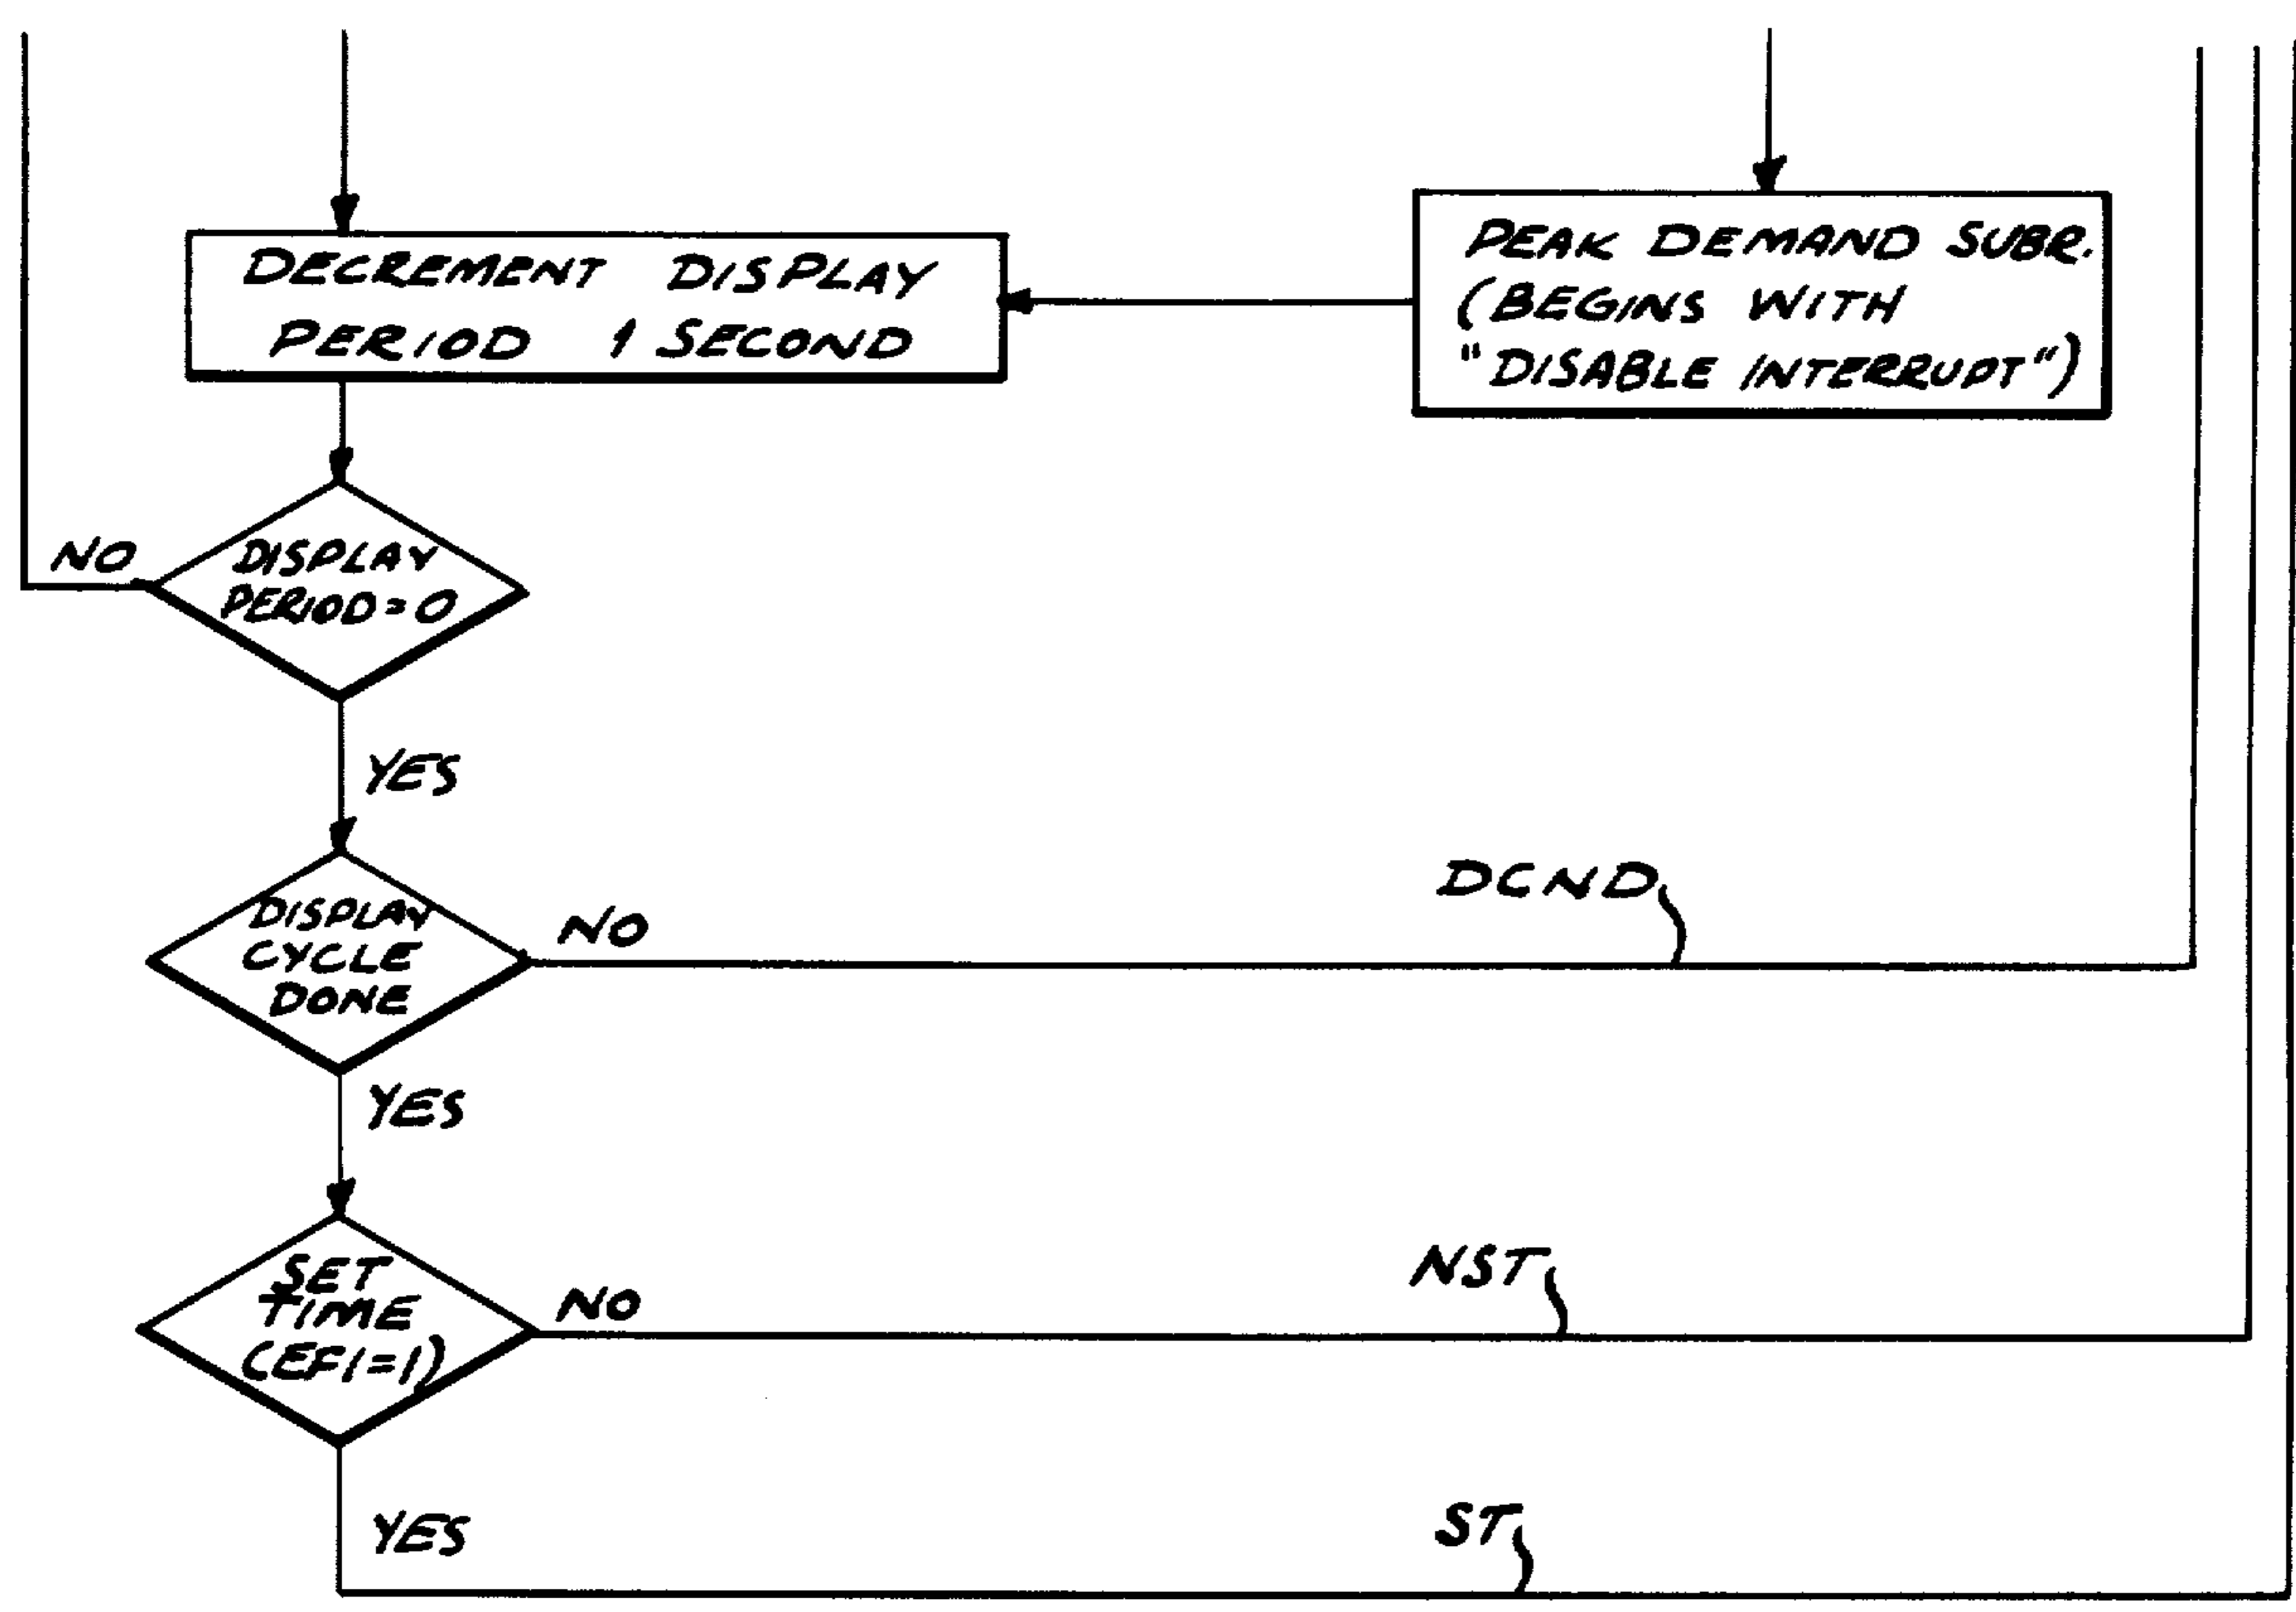 DECREMENT DISPLAY
PERIOD 1 SECOND
PEAK DEMAND SUBR.
(BEGINS WITH
"DISABLE INTERRUPT")
NO
DISPLAY
PERIOD=0
YES
DISPLAY
CYCLE
DONE
NO
DCND
YES
SET
TIME
(EF1=1)
NO
NST
YES
ST